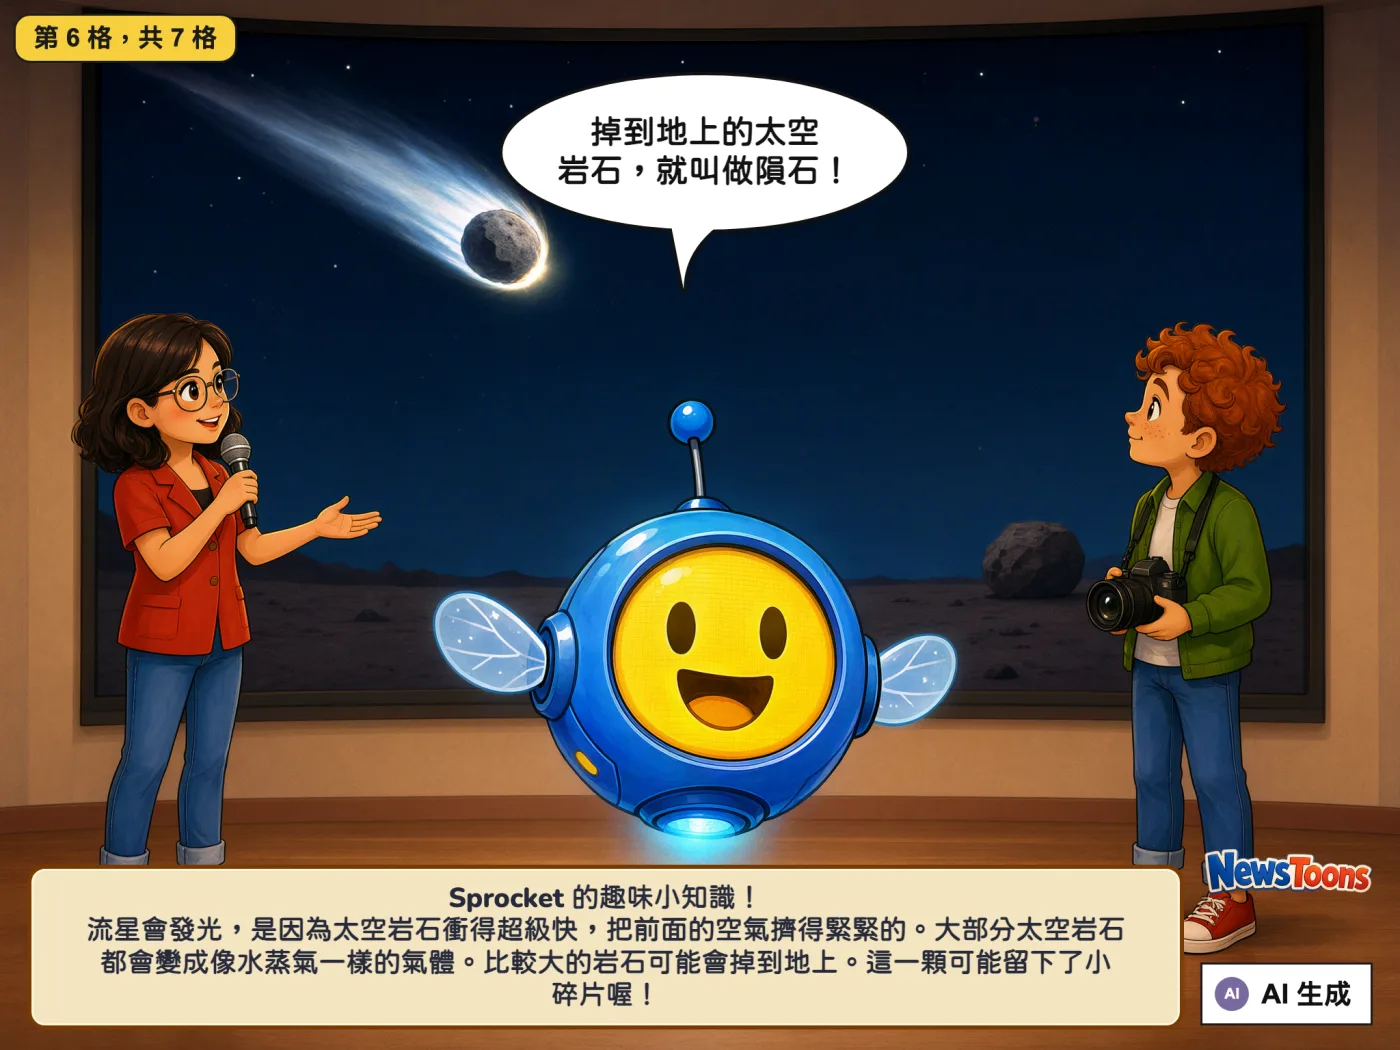 第 6 格，共 7 格
掉到地上的太空
岩石，就叫做隕石！
Sprocket 的趣味小知識！
流星會發光，是因為太空岩石衝得超級快，把前面的空氣擠得緊緊的。大部分太空岩石
都會變成像水蒸氣一樣的氣體。比較大的岩石可能會掉到地上。這一顆可能留下了小
碎片喔！
NewsToons
AI AI 生成